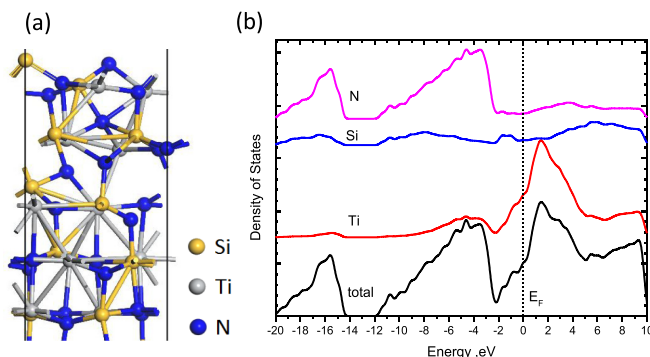 (a)
(b)
Si
Ti
N
Density of States
N
Si
Ti
total
E_F
-20 -18 -16 -14 -12 -10 -8 -6 -4 -2 0 2 4 6 8 10
Energy ,eV